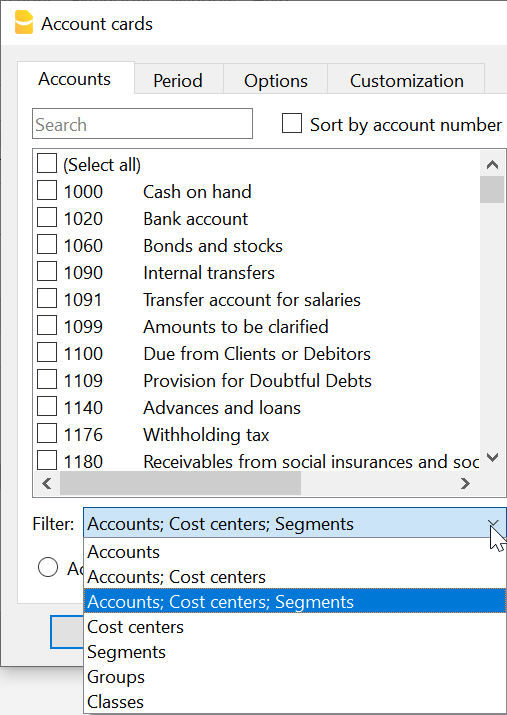 Account cards
Accounts Period Options Customization
Search Sort by account number
(Select all)
1000 Cash on hand
1020 Bank account
1060 Bonds and stocks
1090 Internal transfers
1091 Transfer account for salaries
1099 Amounts to be clarified
1100 Due from Clients or Debitors
1109 Provision for Doubtful Debts
1140 Advances and loans
1176 Withholding tax
1180 Receivables from social insurances and soc
Filter: Accounts; Cost centers; Segments
Accounts
Accounts; Cost centers
Accounts; Cost centers; Segments
Cost centers
Segments
Groups
Classes